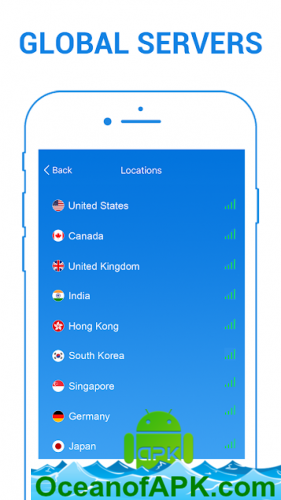 GLOBAL SERVERS
Back
Locations
United States
Canada
United Kingdom
India
Hong Kong
South Korea
Singapore
Germany
Japan
APK
OceanofAPK.com